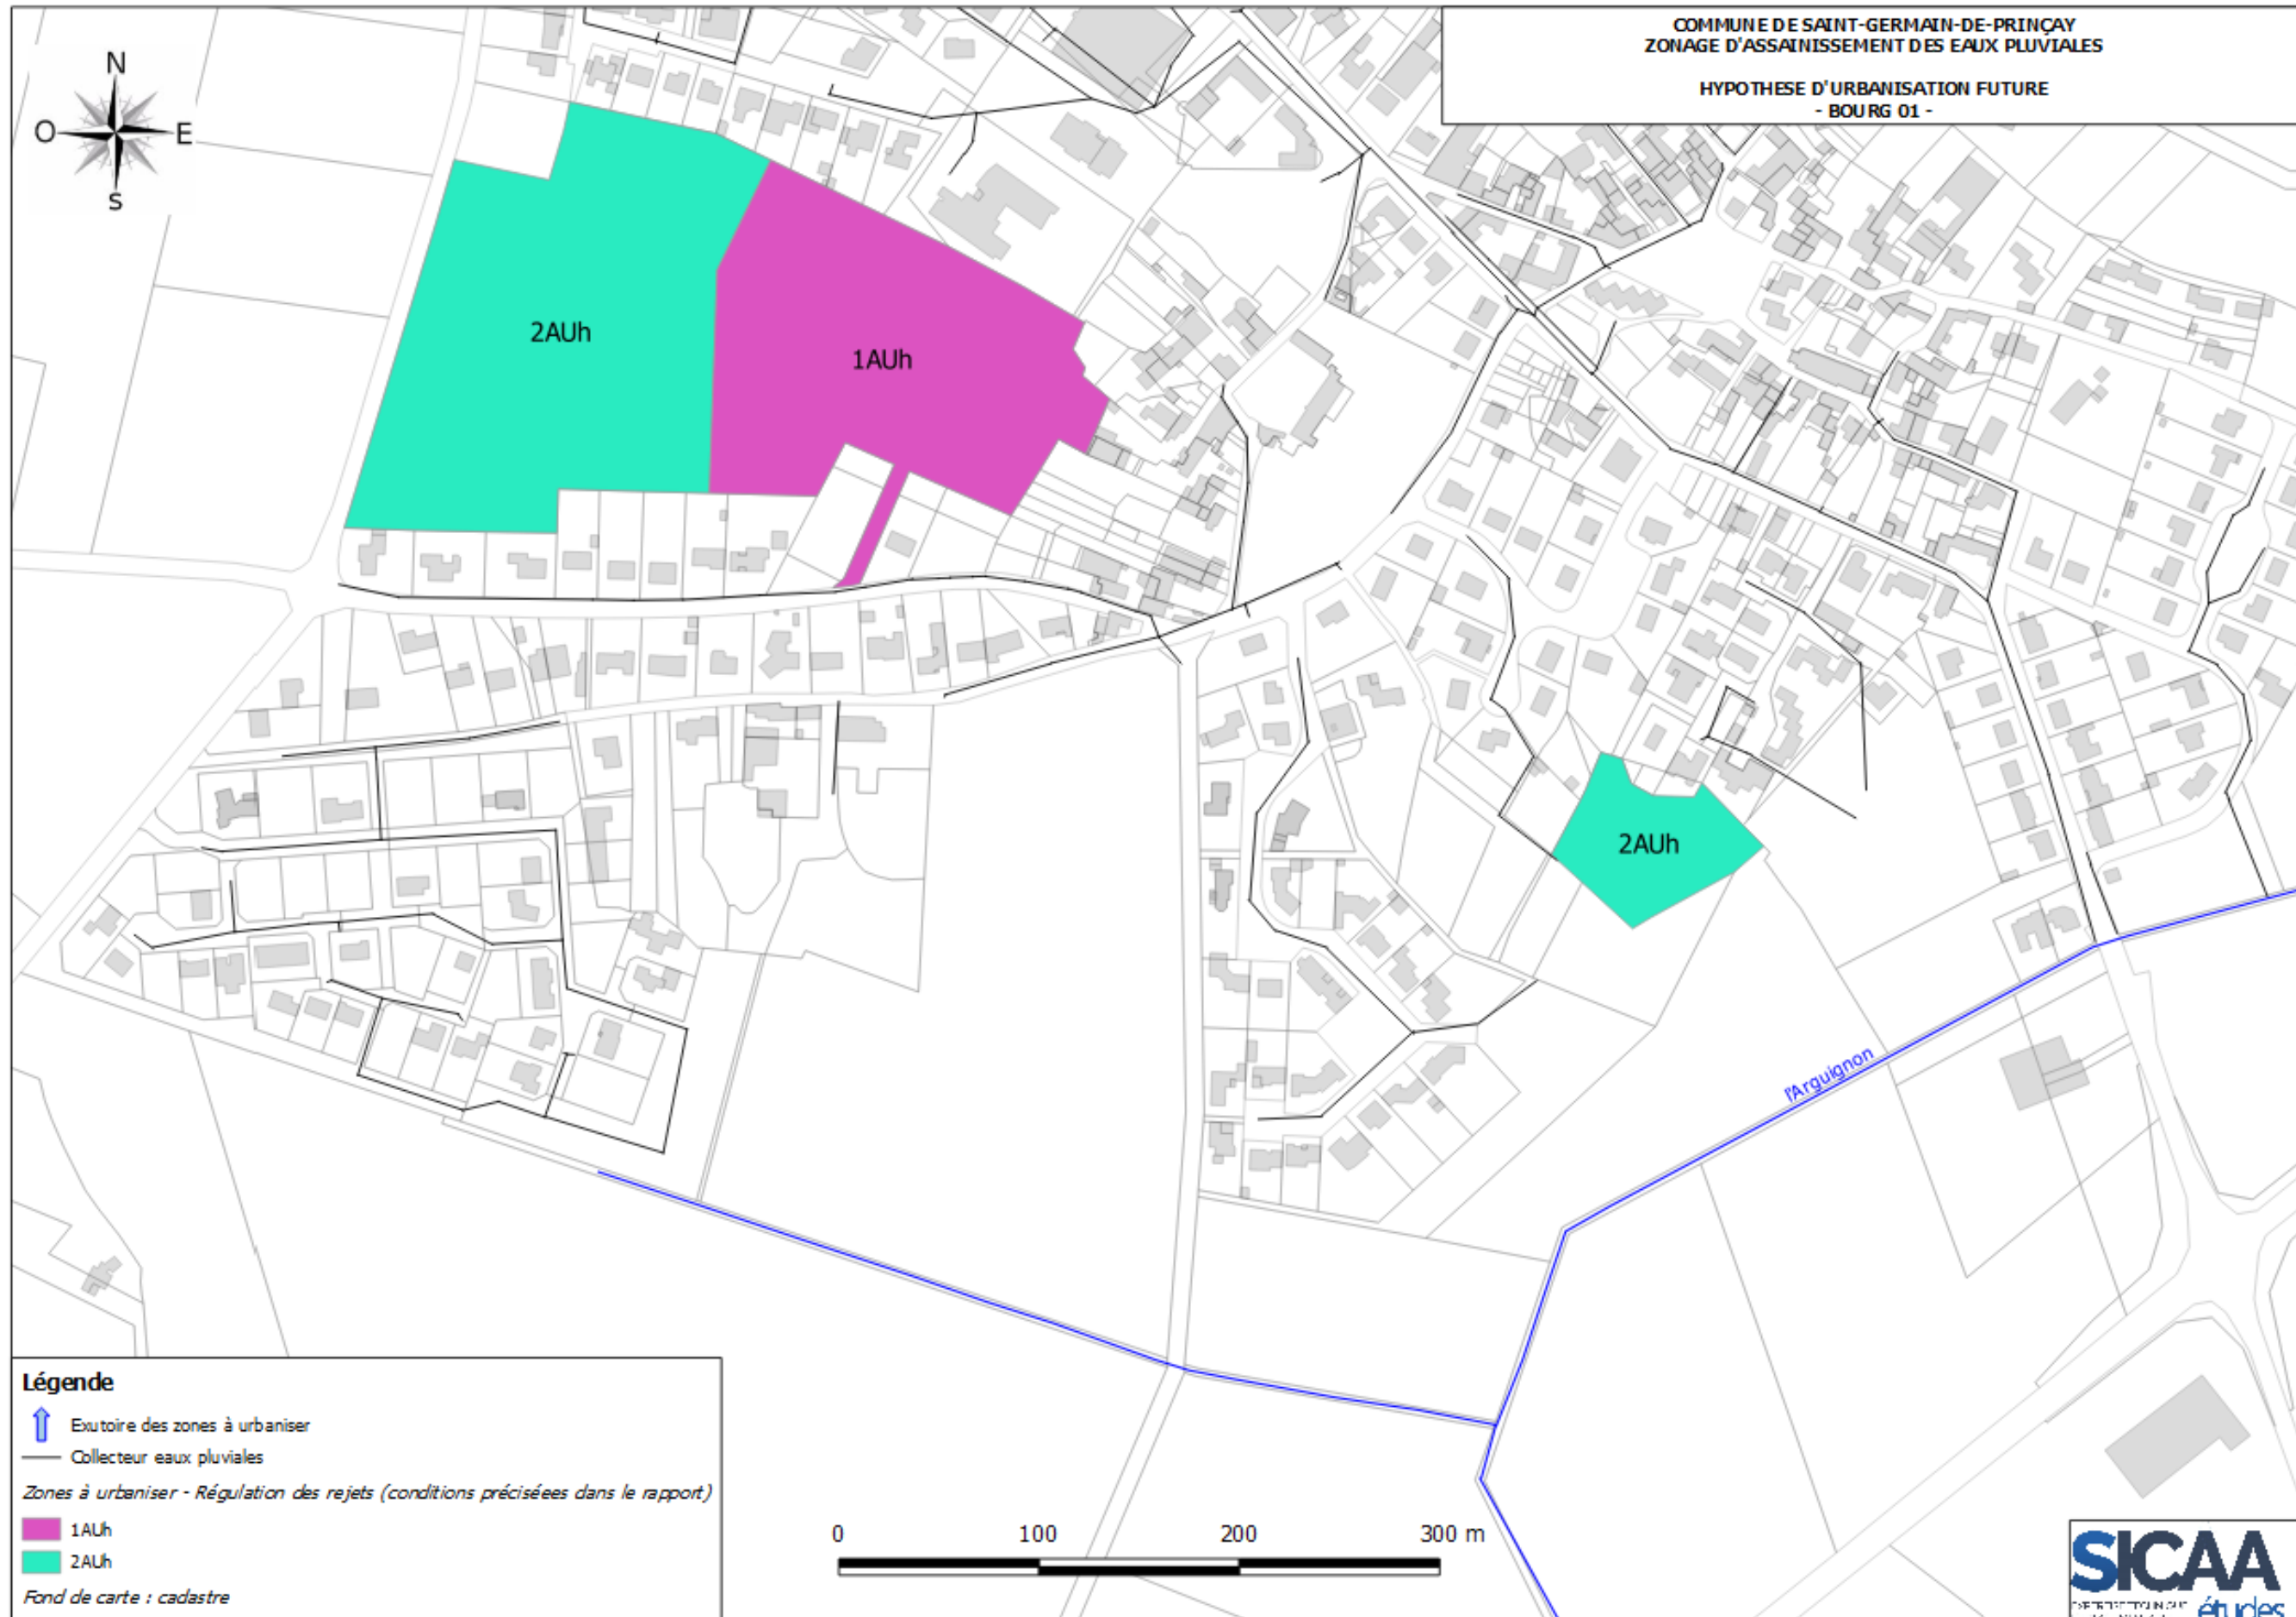 COMMUNE DE SAINT-GERMAIN-DE-PRINÇAY
ZONAGE D'ASSAINISSEMENT DES EAUX PLUVIALES
HYPOTHESE D'URBANISATION FUTURE
- BOURG 01 -
N
O
E
S
2AUh
1AUh
2AUh
l'Arguignon
Légende
Exutoire des zones à urbaniser
Collecteur eaux pluviales
Zones à urbaniser - Régulation des rejets (conditions préciséees dans le rapport)
1AUh
2AUh
Fond de carte : cadastre
0 100 200 300 m
SICAA
études